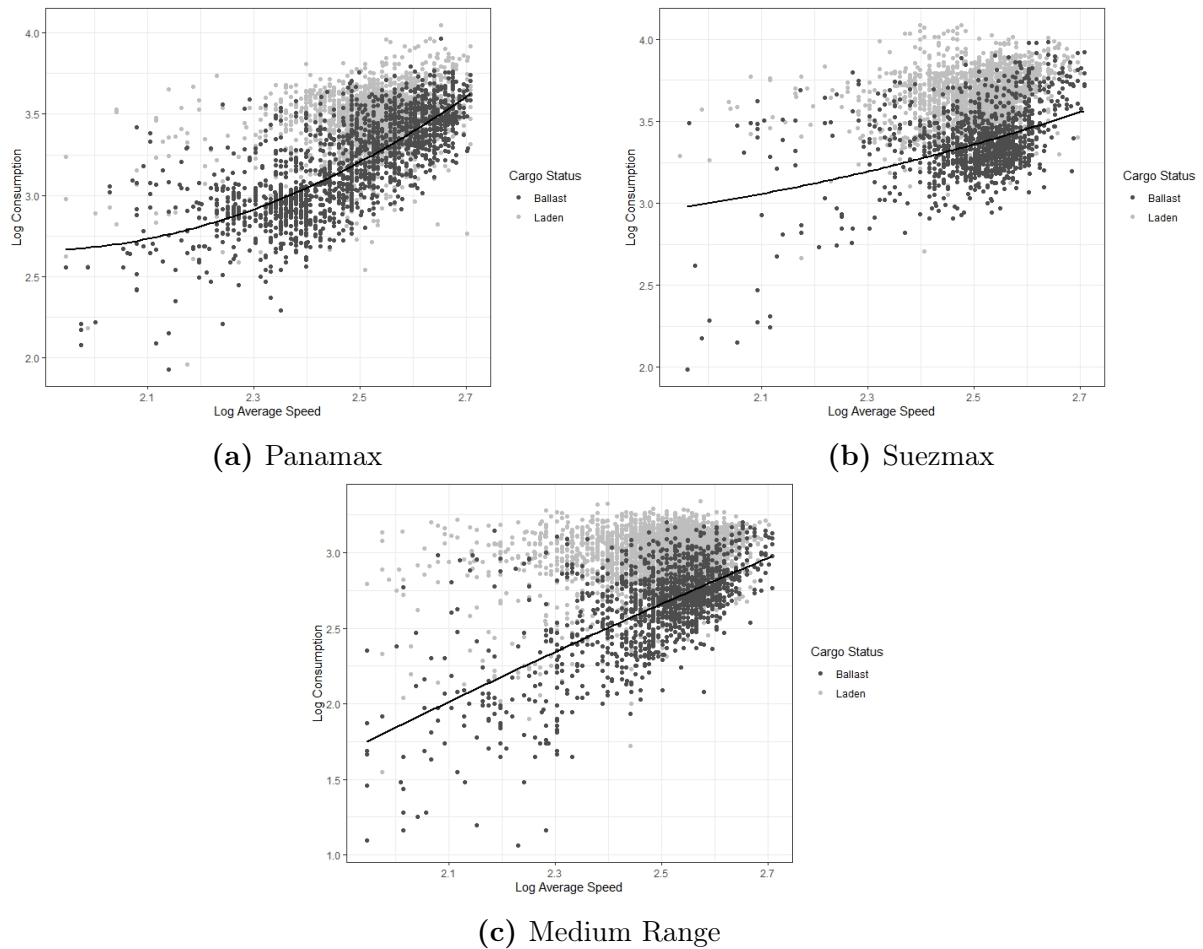 4.0
3.5
3.0
2.5
2.0
Log Consumption
2.1 2.3 2.5 2.7
Log Average Speed
Cargo Status
Ballast
Laden
(a) Panamax
4.0
3.5
3.0
2.5
2.0
Log Consumption
2.1 2.3 2.5 2.7
Log Average Speed
Cargo Status
Ballast
Laden
(b) Suezmax
3.0
2.5
2.0
1.5
1.0
Log Consumption
2.1 2.3 2.5 2.7
Log Average Speed
Cargo Status
Ballast
Laden
(c) Medium Range